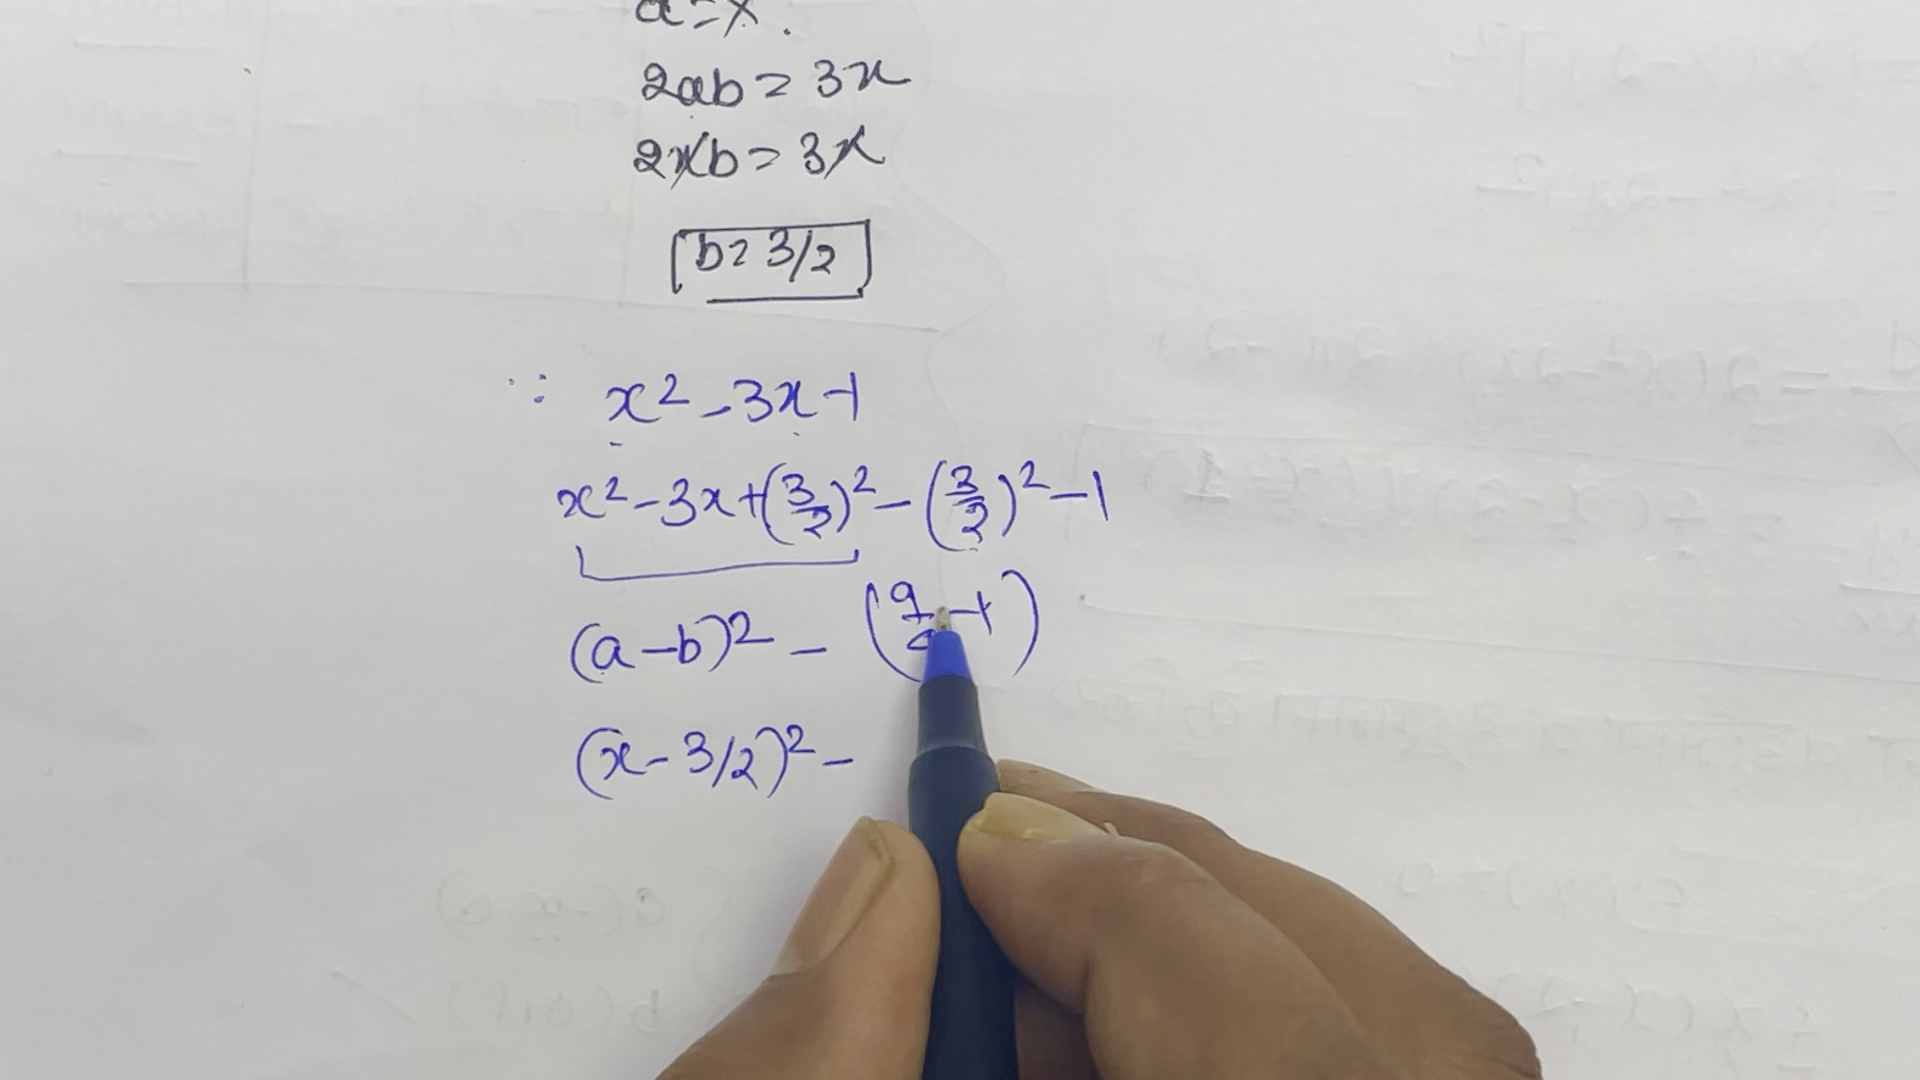 a=x.
2ab = 3x
2xb = 3x
b = 3/2
∵ x² - 3x - 1
x² - 3x + (3/2)² - (3/2)² - 1
(a - b)² - (9/4 - 1)
(x - 3/2)² -